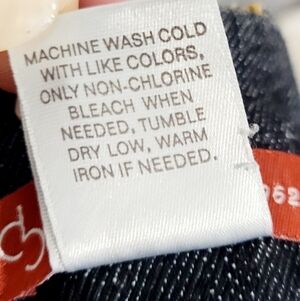 MACHINE WASH COLD
WITH LIKE COLORS,
ONLY NON-CHLORINE
BLEACH WHEN
NEEDED, TUMBLE
DRY LOW, WARM
IRON IF NEEDED.